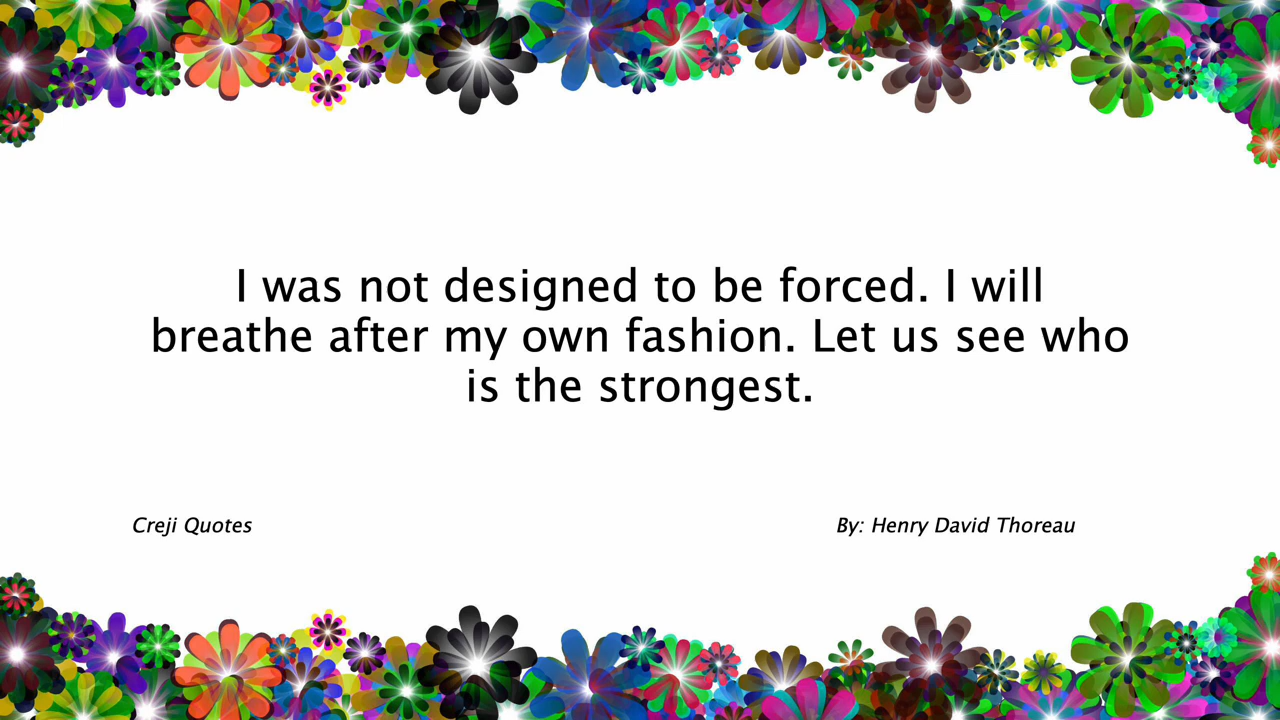 I was not designed to be forced. I will
breathe after my own fashion. Let us see who
is the strongest.
Creji Quotes
By: Henry David Thoreau